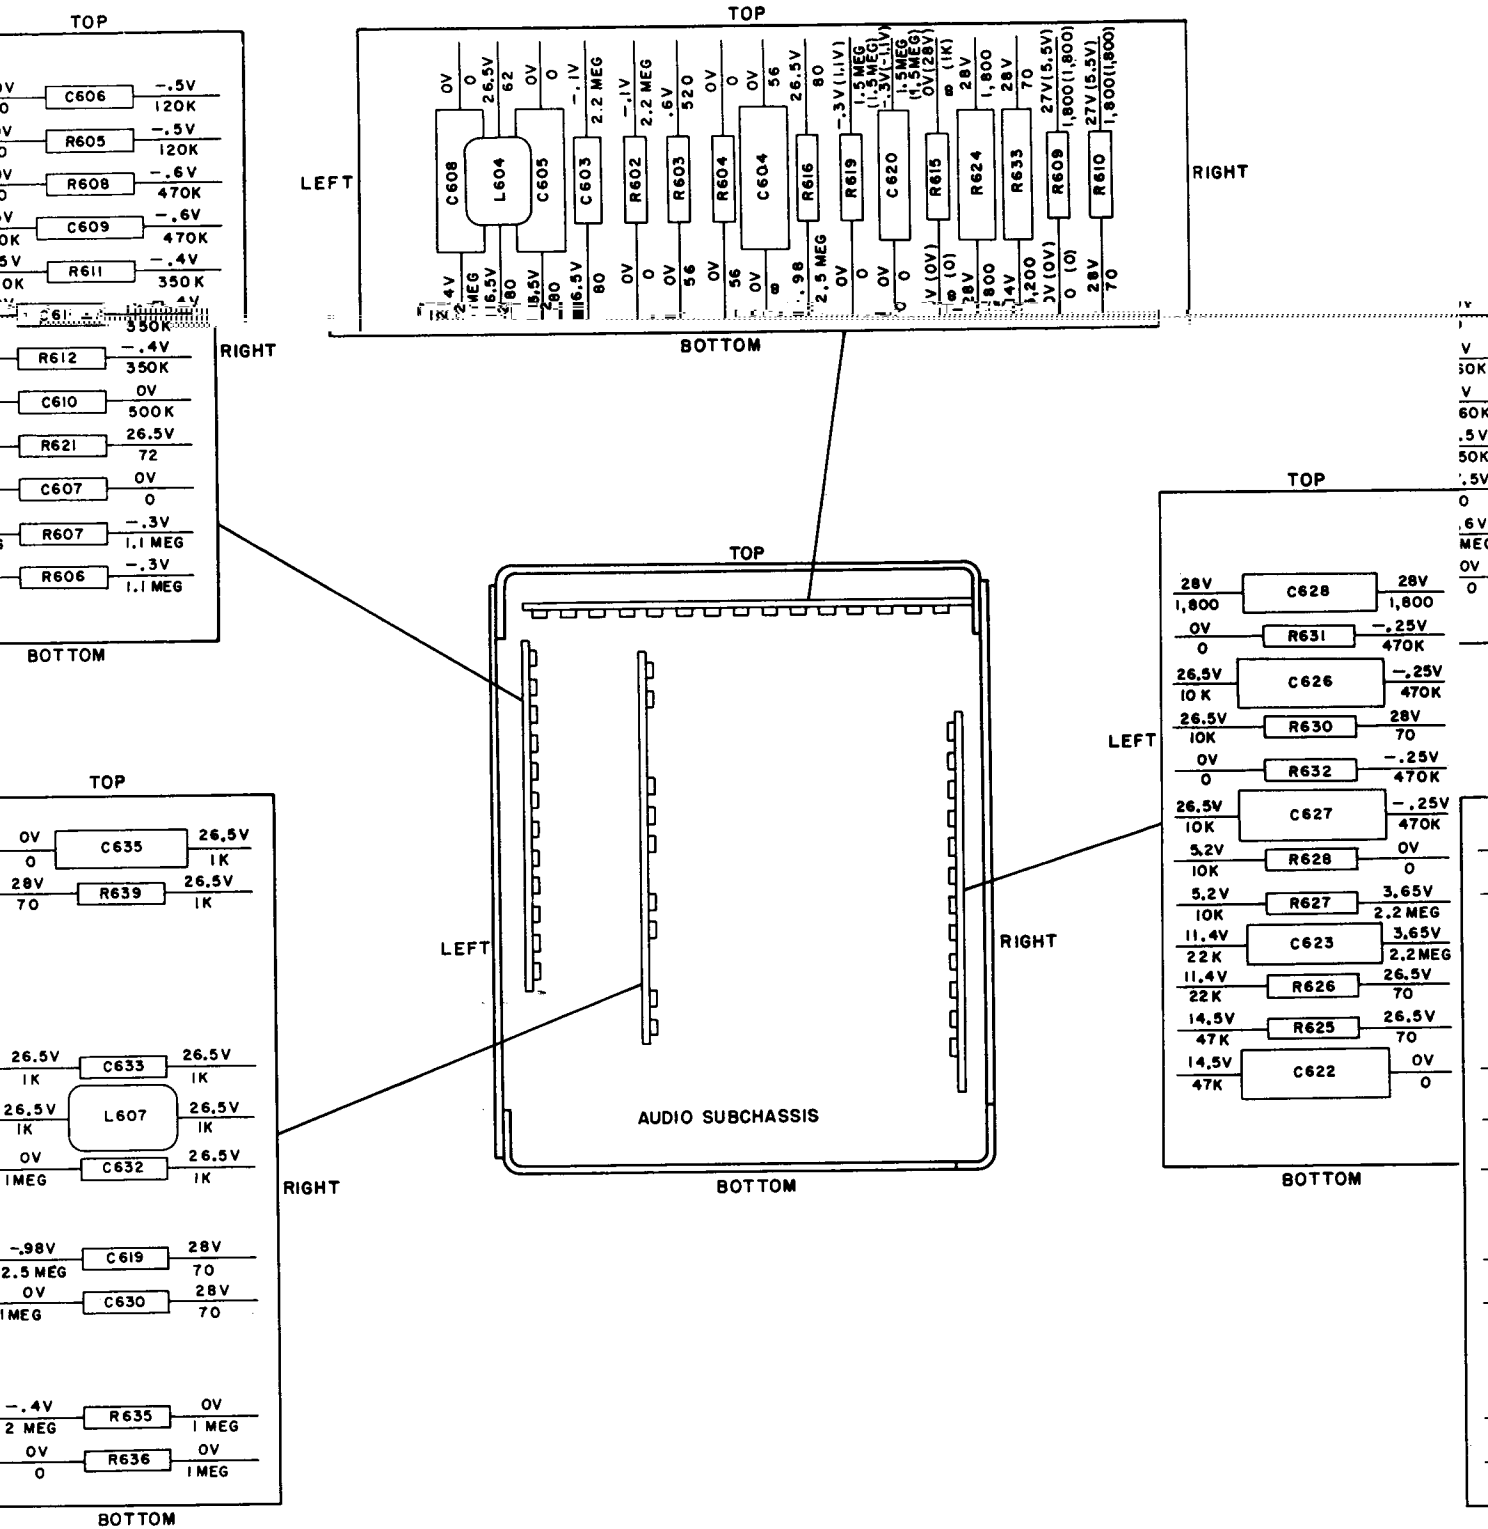 TOP
C606
-.5V
120K
R605
-.5V
120K
R608
-.6V
470K
C609
-.6V
470K
R611
-.4V
350K
350K
R612
-.4V
350K
C610
0V
500K
R621
26.5V
72
C607
0V
0
R607
-.3V
1.1 MEG
R606
-.3V
1.1 MEG
RIGHT
BOTTOM
TOP
LEFT
0V
0
26.5V
62
0V
0
-.1V
2.2 MEG
-.1V
2.2 MEG
.6V
520
0V
0
0V
56
26.5V
80
-.3V (1.1V)
1.5 MEG
(1.5MEG)
-.3V(-1.1V)
1.5 MEG
(1.5MEG)
0V(28V)
∞ (1K)
28V
1,800
28V
70
27V(5.5V)
1,800(1,800)
27V(5.5V)
1,800(1,800)
C608
L604
C605
C603
R602
R603
R604
C604
R616
R619
C620
R615
R624
R633
R609
R610
80
0V
0
0V
56
0V
56
0V
∞
.98
2.5 MEG
0V
0
0V
0
28V
0V (0V)
0 (0)
28V
70
RIGHT
BOTTOM
TOP
LEFT
RIGHT
AUDIO SUBCHASSIS
BOTTOM
TOP
LEFT
28V
1,800
C628
28V
1,800
0V
0
R631
-.25V
470K
26.5V
10K
C626
-.25V
470K
26.5V
10K
R630
28V
70
0V
0
R632
-.25V
470K
26.5V
10K
C627
-.25V
470K
5.2V
10K
R628
0V
0
5.2V
10K
R627
3.65V
2.2 MEG
11.4V
22K
C623
3.65V
2.2MEG
11.4V
22K
R626
26.5V
70
14.5V
47K
R625
26.5V
70
14.5V
47K
C622
0V
0
BOTTOM
TOP
0V
0
C635
26.5V
1K
28V
70
R639
26.5V
1K
26.5V
1K
C633
26.5V
1K
26.5V
1K
L607
26.5V
1K
0V
1MEG
C632
26.5V
1K
-.98V
2.5 MEG
C619
28V
70
0V
1MEG
C630
28V
70
-.4V
2 MEG
R635
0V
1 MEG
0V
0
R636
0V
1MEG
RIGHT
BOTTOM
0V
0